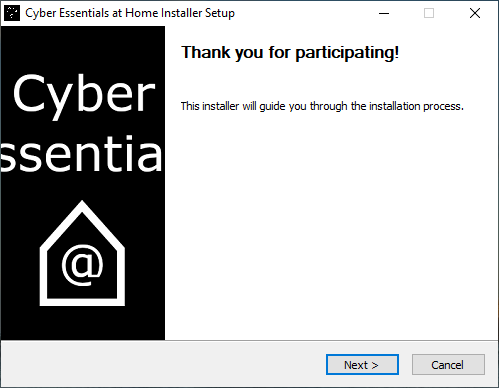 Cyber Essentials at Home Installer Setup
Thank you for participating!
This installer will guide you through the installation process.
Cyber
ssentia
@
Next >
Cancel